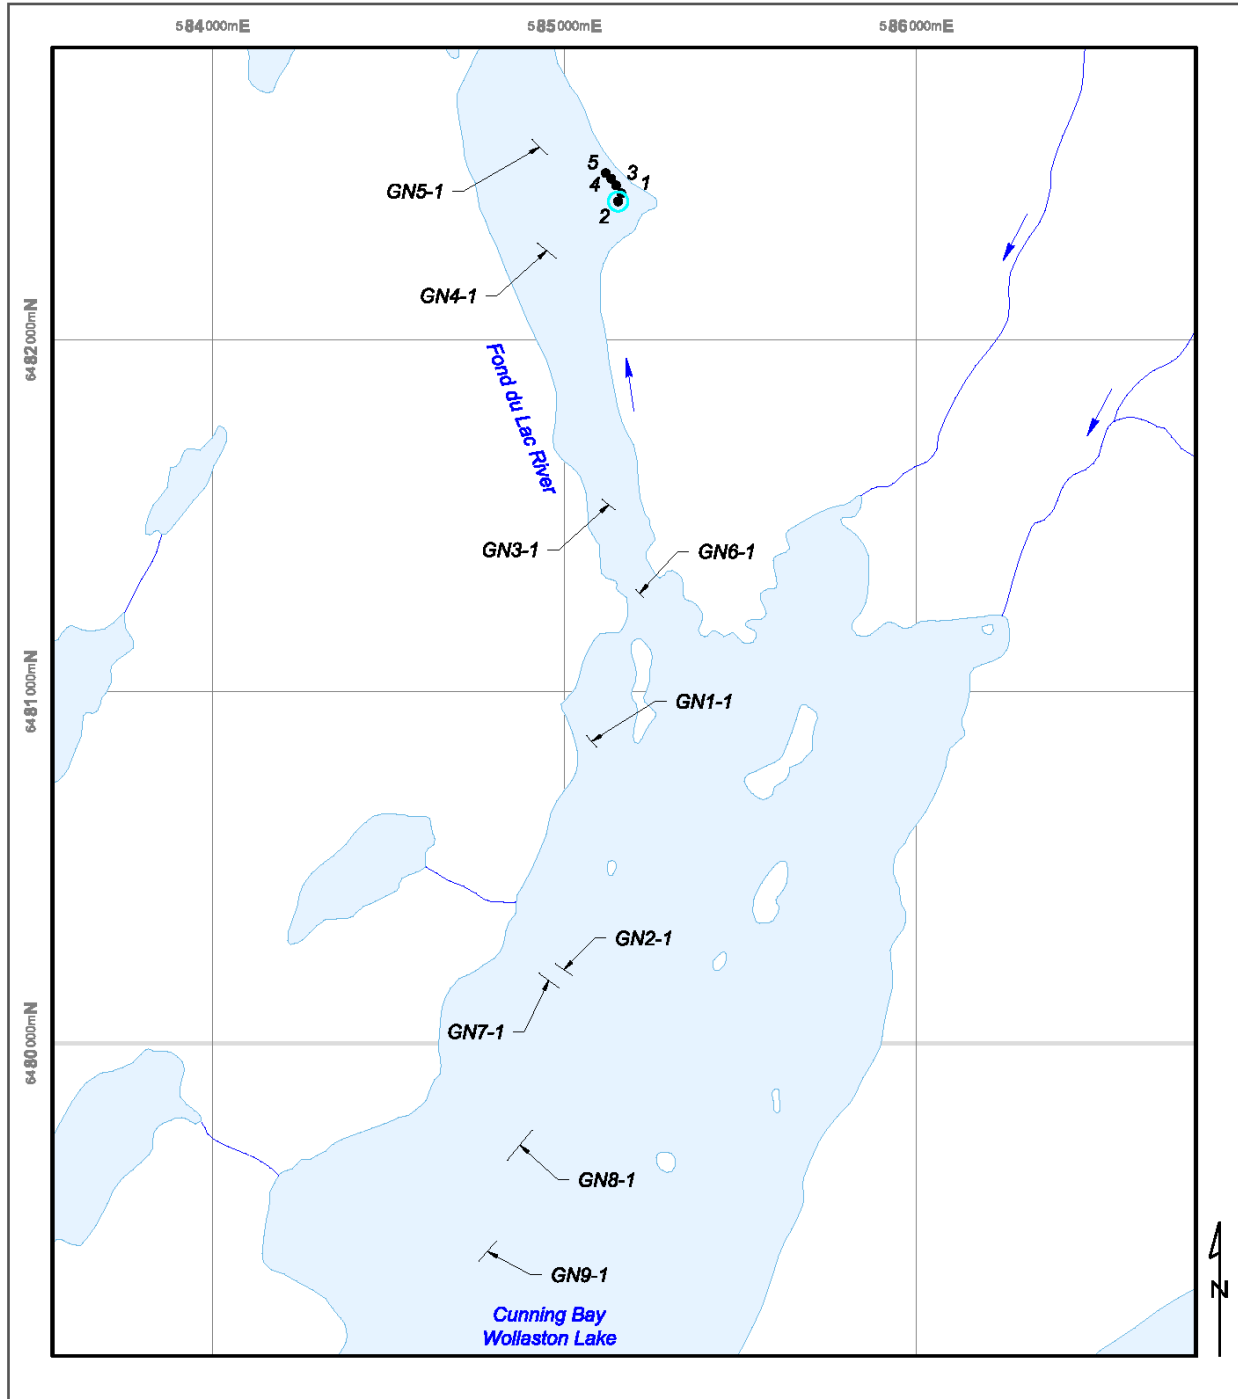 584000mE 585000mE 586000mE
5
3
GN5-1
4
1
2
GN4-1
6482000mN
Fond du Lac River
GN3-1
GN6-1
6481000mN
GN1-1
GN2-1
GN7-1
6480000mN
GN8-1
GN9-1
N
Cunning Bay
Wollaston Lake